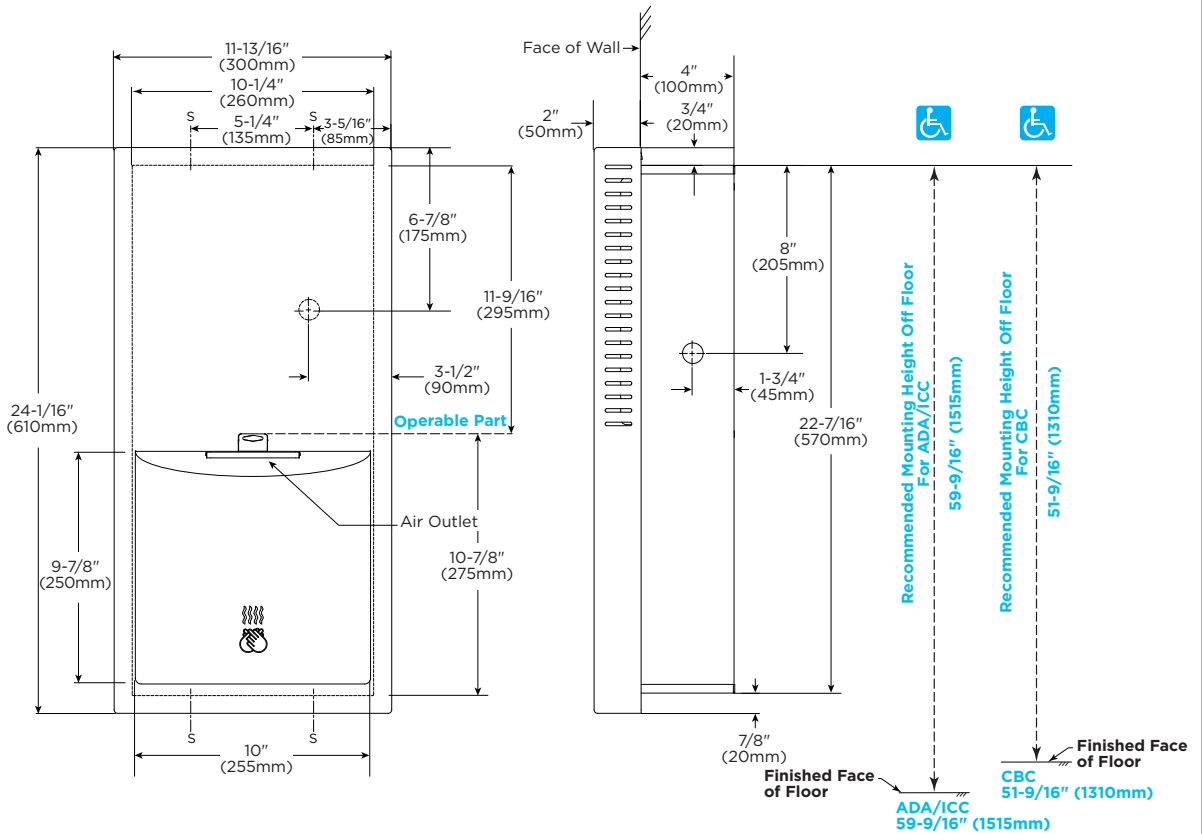 11-13/16"
(300mm)
10-1/4"
(260mm)
S
S
5-1/4"
(135mm)
3-5/16"
(85mm)
6-7/8"
(175mm)
11-9/16"
(295mm)
3-1/2"
(90mm)
24-1/16"
(610mm)
Operable Part
Air Outlet
9-7/8"
(250mm)
10-7/8"
(275mm)
S
S
10"
(255mm)
Face of Wall
4"
(100mm)
2"
(50mm)
3/4"
(20mm)
8"
(205mm)
1-3/4"
(45mm)
22-7/16"
(570mm)
7/8"
(20mm)
Recommended Mounting Height Off Floor
For ADA/ICC
59-9/16" (1515mm)
Recommended Mounting Height Off Floor
For CBC
51-9/16" (1310mm)
Finished Face
of Floor
CBC
51-9/16" (1310mm)
Finished Face
of Floor
ADA/ICC
59-9/16" (1515mm)